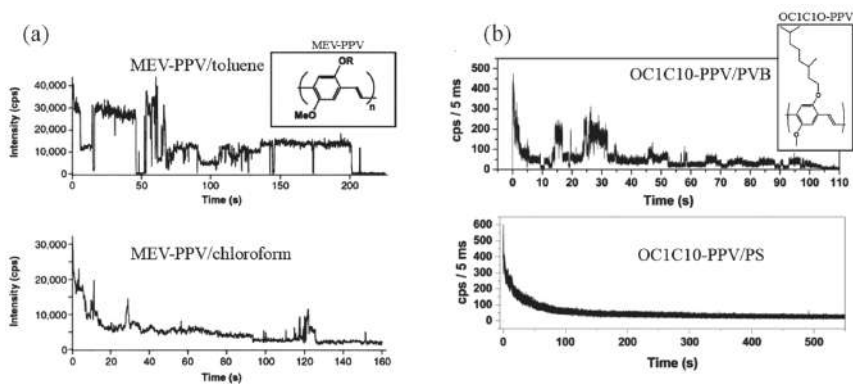 (a)
MEV-PPV/toluene
MEV-PPV
OR
MeO
n
Intensity (cps)
40,000
30,000
20,000
10,000
0
0 50 100 150 200
Time (s)
MEV-PPV/chloroform
Intensity (cps)
30,000
20,000
10,000
0
0 20 40 60 80 100 120 140 160
Time (s)
(b)
OC1C1O-PPV
OC1C10-PPV/PVB
O
O
n
cps / 5 ms
500
400
300
200
100
0
0 10 20 30 40 50 60 70 80 90 100 110
Time (s)
OC1C10-PPV/PS
cps / 5 ms
600
500
400
300
200
100
0
0 100 200 300 400 500
Time (s)